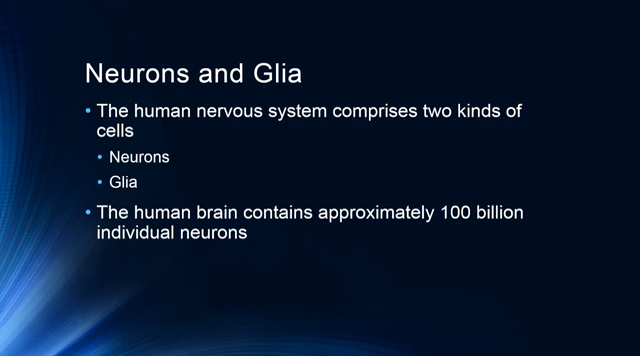 Neurons and Glia
• The human nervous system comprises two kinds of
cells
• Neurons
• Glia
• The human brain contains approximately 100 billion
individual neurons